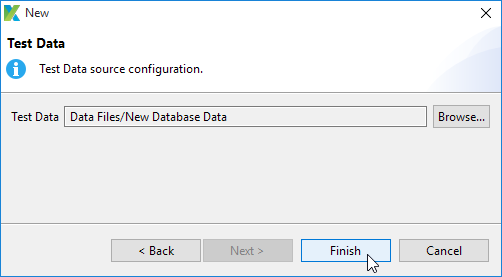 New
Test Data
Test Data source configuration.
Test Data Data Files/New Database Data Browse...
< Back Next > Finish Cancel